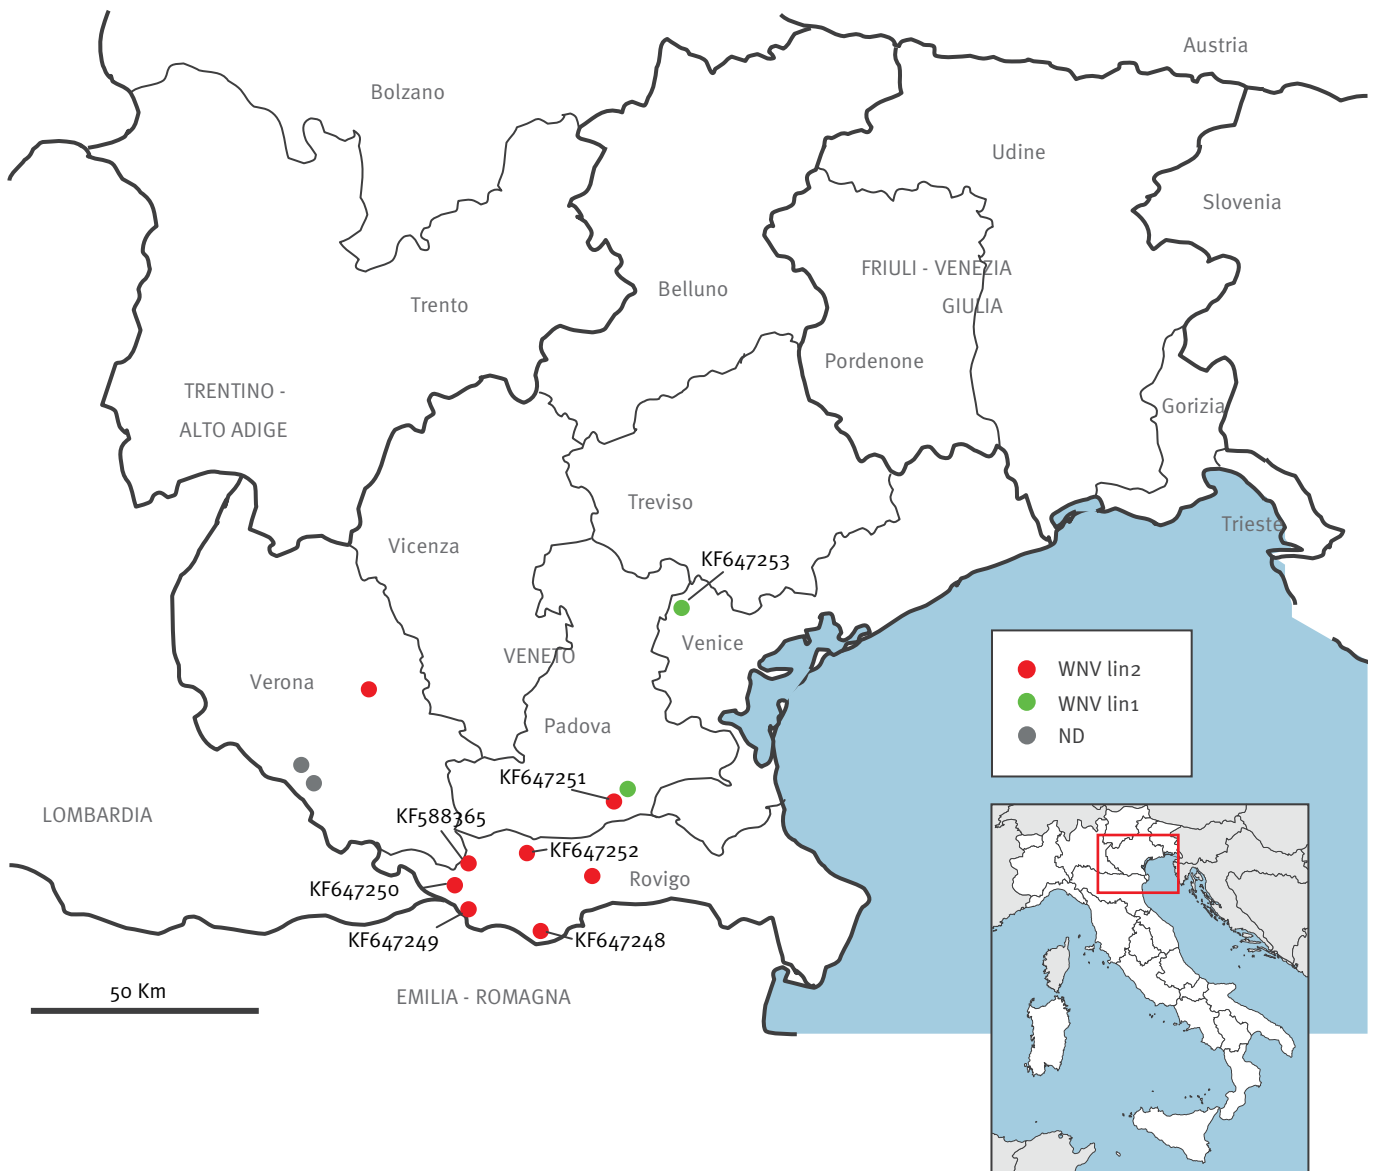 Austria
Bolzano
Udine
Slovenia
FRIULI - VENEZIA
GIULIA
Belluno
Trento
Pordenone
TRENTINO -
ALTO ADIGE
Gorizia
Treviso
Trieste
Vicenza
KF647253
Venice
VENETO
Verona
Padova
WNV lin2
WNV lin1
ND
KF647251
LOMBARDIA
KF588365
KF647252
Rovigo
KF647250
KF647249
KF647248
50 Km
EMILIA - ROMAGNA